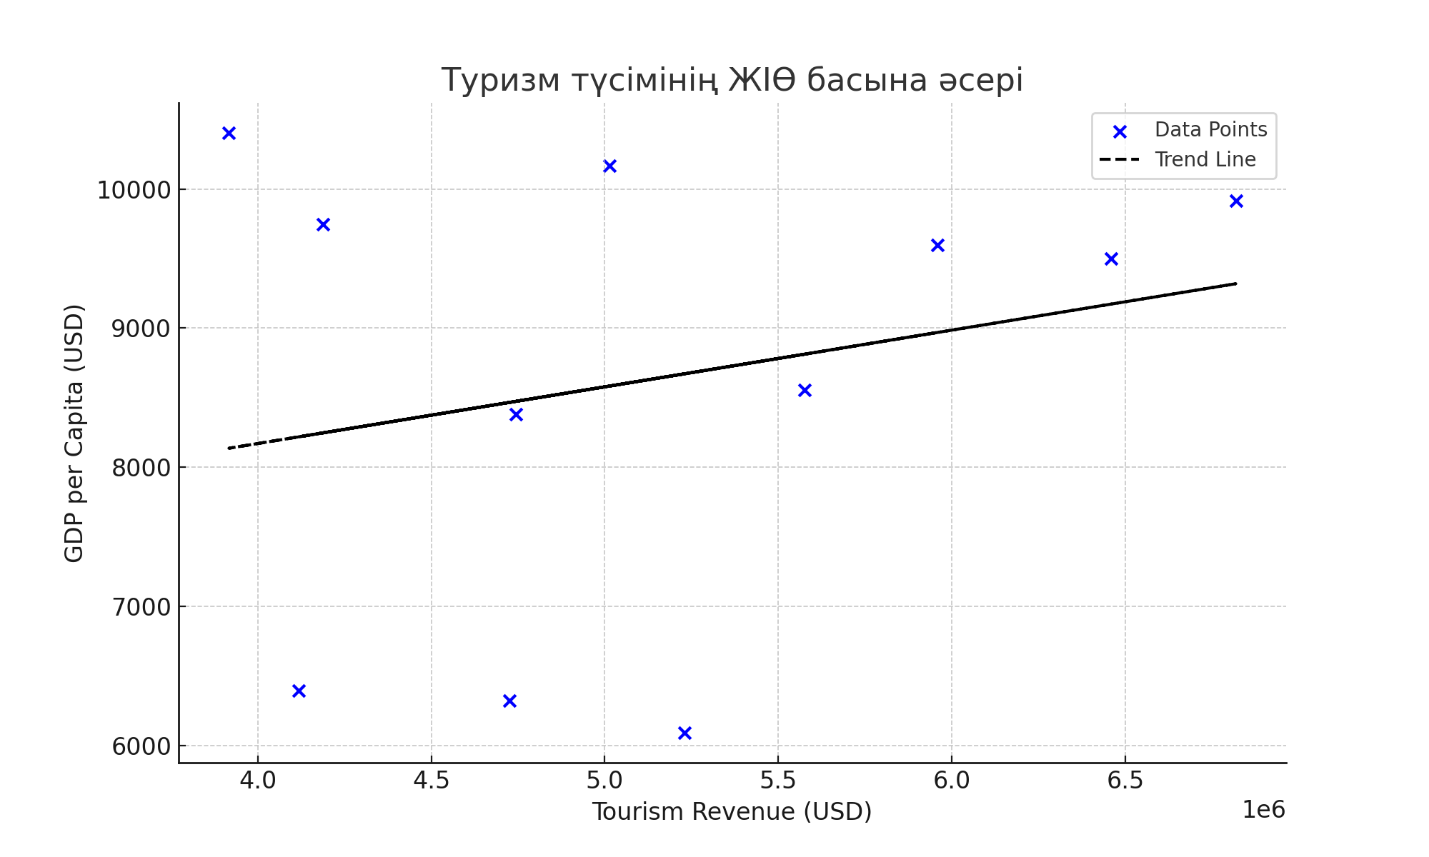 Туризм түсімінің ЖІӨ басына әсері
Data Points
Trend Line
GDP per Capita (USD)
10000
9000
8000
7000
6000
4.0 4.5 5.0 5.5 6.0 6.5
Tourism Revenue (USD)
1e6